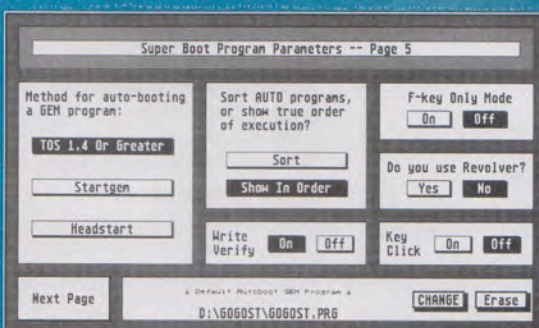 Super Boot Program Parameters -- Page 5
Method for auto-booting
a GEM program:
TOS 1.4 Or Greater
Startgem
Headstart
Sort AUTO programs,
or show true order
of execution?
Sort
Show In Order
F-key Only Mode
On Off
Do you use Revolver?
Yes No
Write
Verify
On Off
Key
Click
On Off
Next Page
↓ Default Autoboot GEM Program ↓
D:\GOGOST\GOGOST.PRG
CHANGE Erase